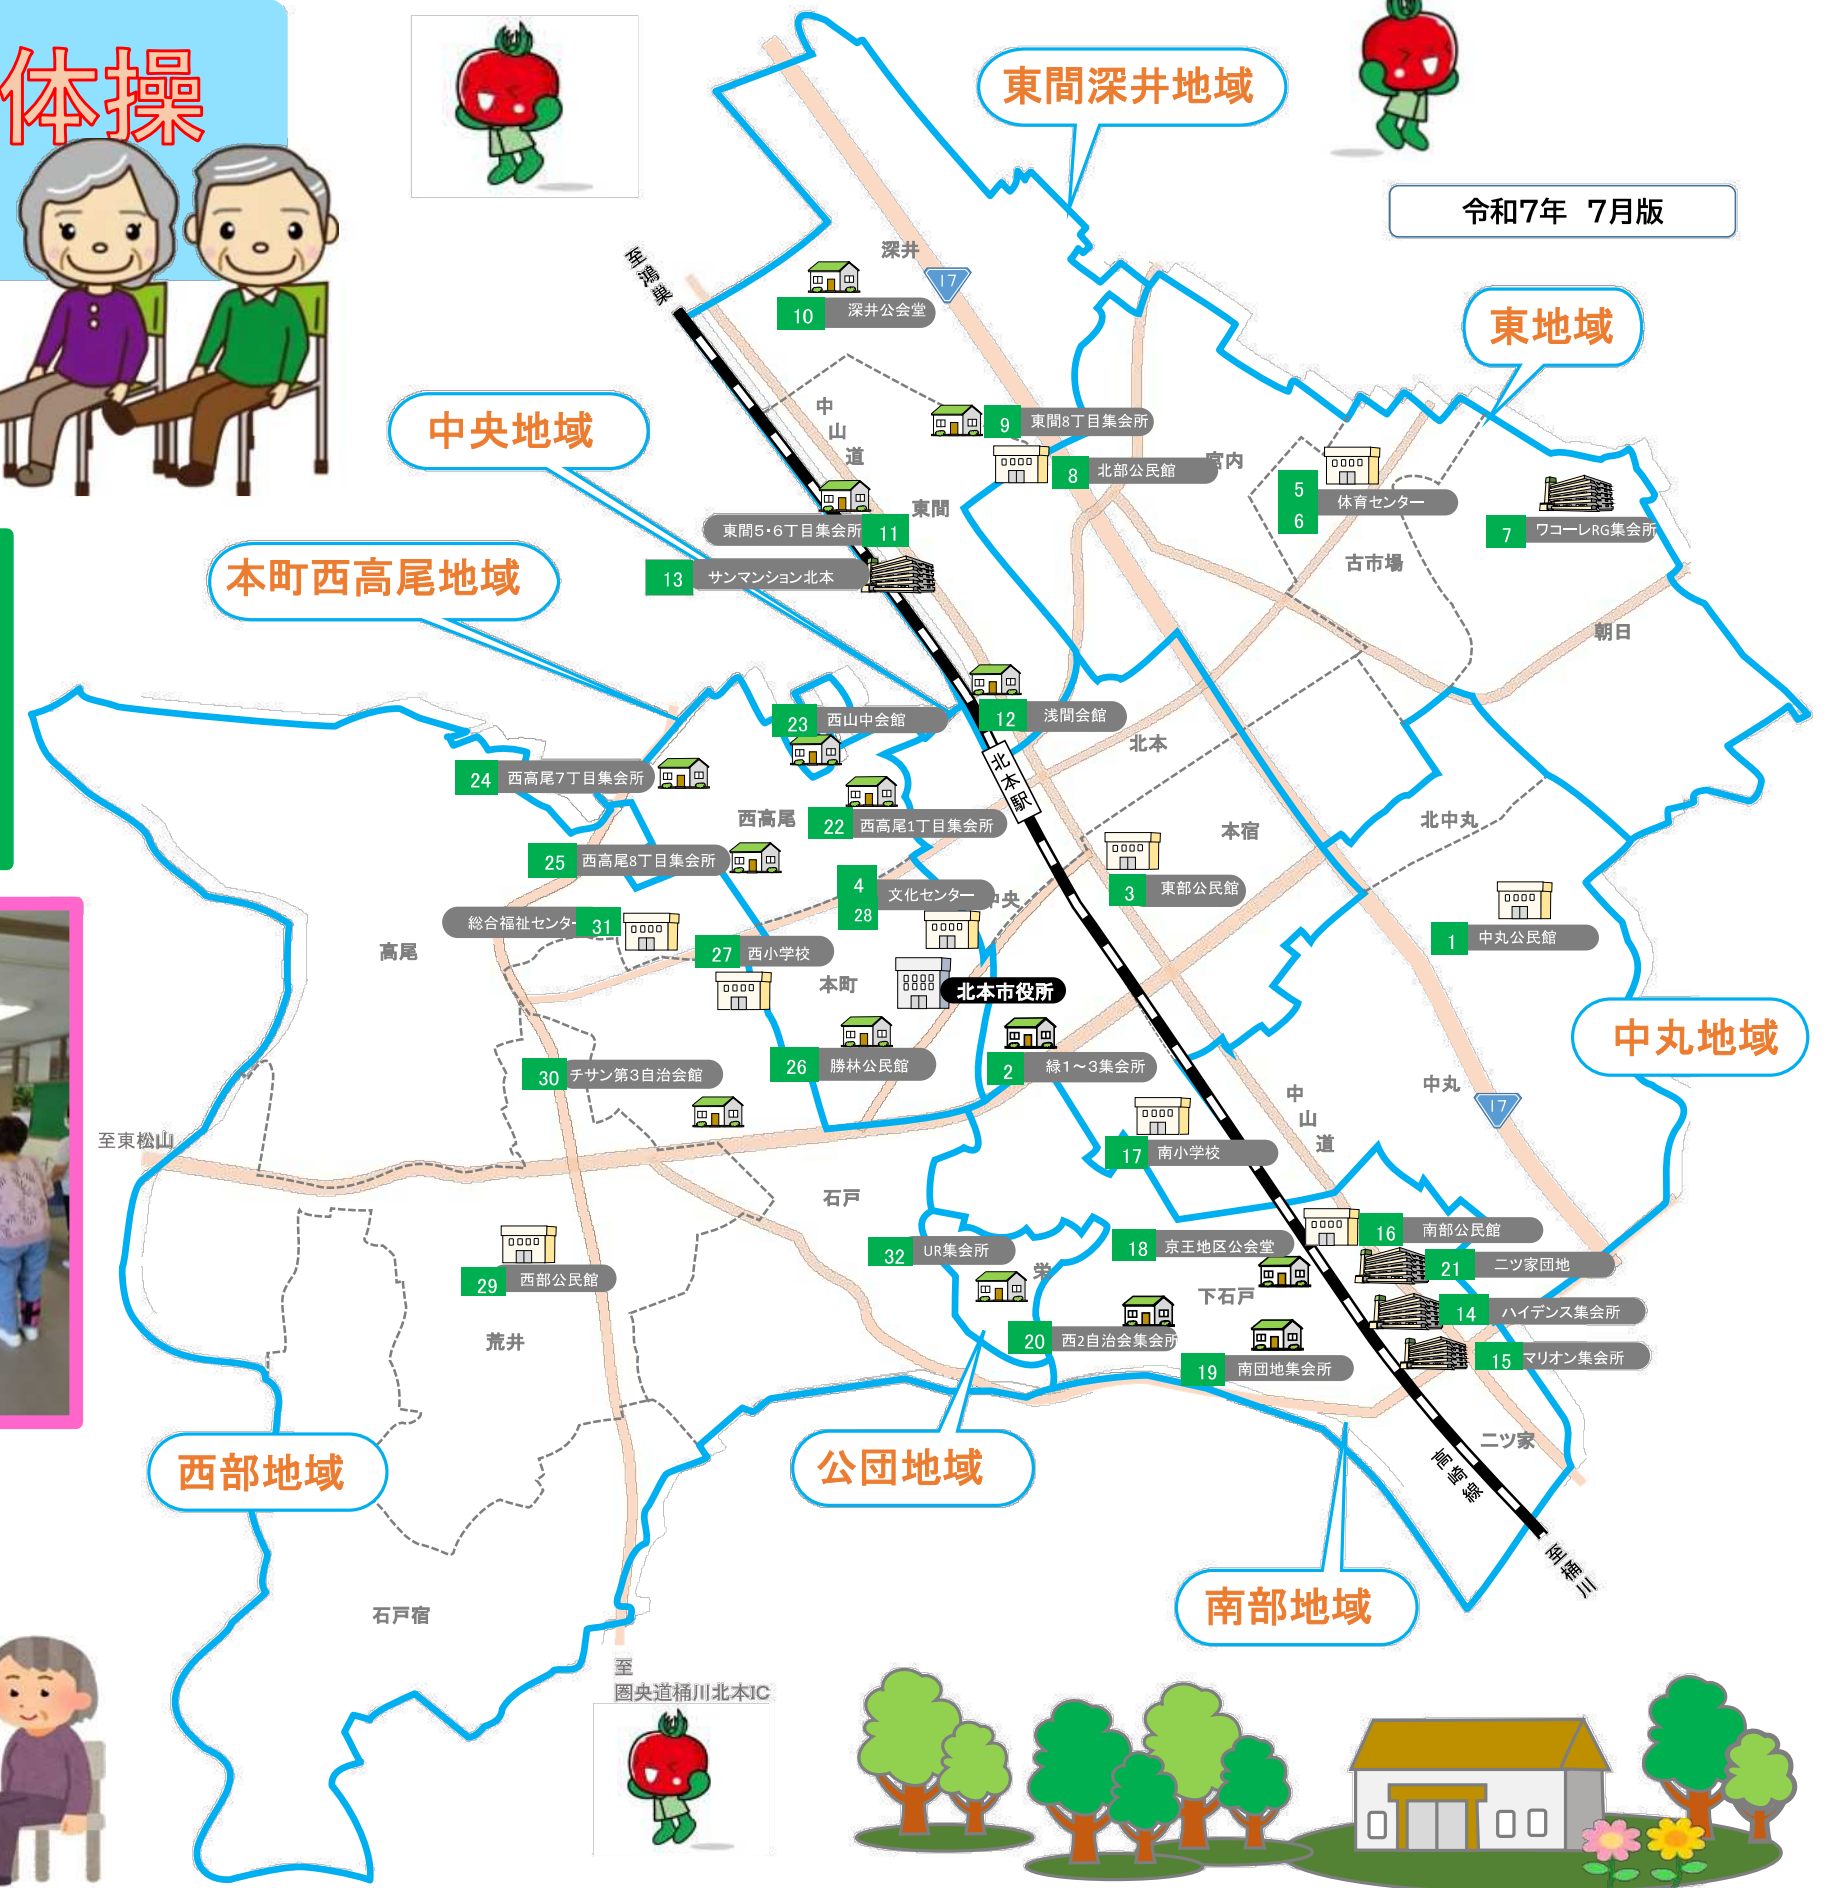 体操
東間深井地域
令和7年 7月版
至鴻巣
深井
17
10 深井公会堂
東地域
中央地域
中山道
9 東間8丁目集会所
8 北部公民館
宮内
5
6
体育センター
7 ワコーレRG集会所
東間
東間5・6丁目集会所 11
古市場
本町西高尾地域
13 サンマンション北本
朝日
23 西山中会館
12 浅間会館
北本
北本駅
24 西高尾7丁目集会所
西高尾
22 西高尾1丁目集会所
本宿
北中丸
25 西高尾8丁目集会所
4
28
文化センター
中央
3 東部公民館
総合福祉センター 31
高尾
27 西小学校
1 中丸公民館
本町
北本市役所
中丸地域
26 勝林公民館
2 緑1~3集会所
30 チサン第3自治会館
中丸
17
中山道
至東松山
17 南小学校
石戸
16 南部公民館
32 UR集会所
18 京王地区公会堂
21 二ツ家団地
栄
29 西部公民館
下石戸
14 ハイデンス集会所
荒井
20 西2自治会集会所
15 マリオン集会所
19 南団地集会所
西部地域
公団地域
二ツ家
高崎線
至桶川
南部地域
石戸宿
至
圏央道桶川北本IC